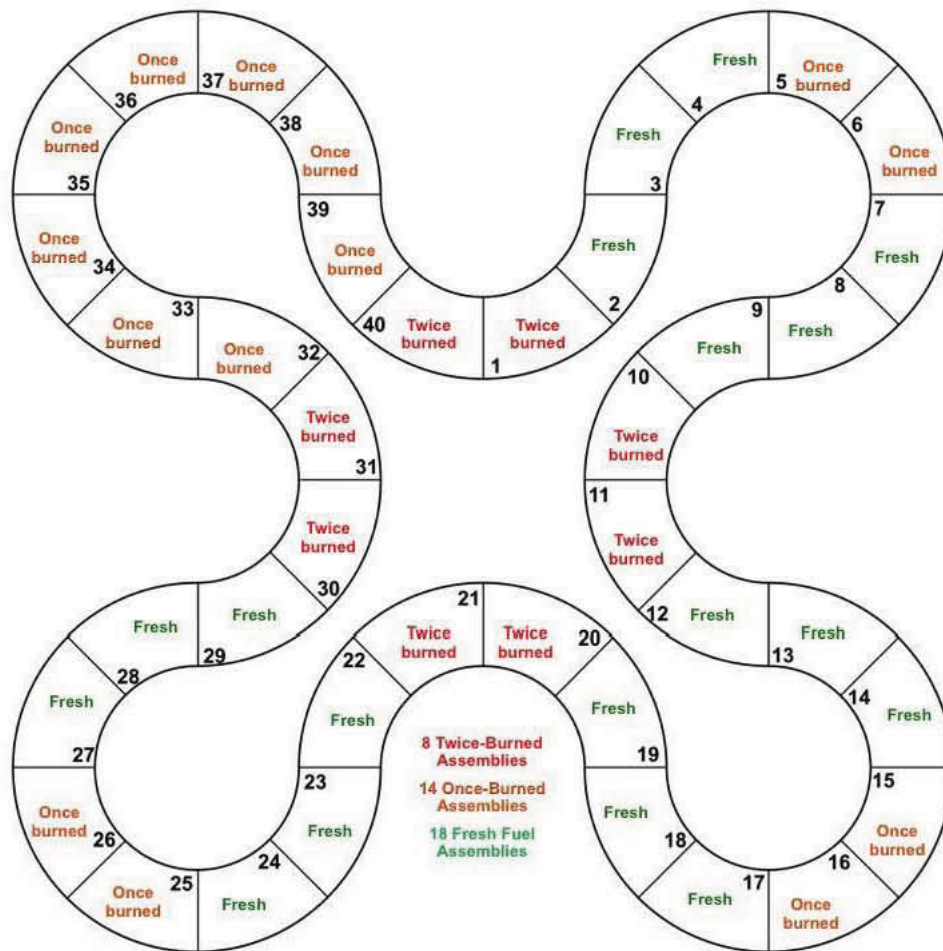 Once
burned
37
Once
burned
Fresh
5
Once
burned
36
4
38
6
Once
burned
Fresh
Once
burned
Once
burned
35
3
39
7
Once
burned
Once
burned
Fresh
Fresh
34
8
33
2
9
40
Once
burned
Twice
burned
Twice
burned
Fresh
Fresh
32
Once
burned
1
10
Twice
burned
Twice
burned
31
11
Twice
burned
Twice
burned
30
21
12
Fresh
Fresh
Fresh
Fresh
20
Twice
burned
Twice
burned
29
22
13
28
14
Fresh
Fresh
Fresh
Fresh
27
19
8 Twice-Burned
Assemblies
23
15
14 Once-Burned
Assemblies
Once
burned
Fresh
Fresh
Once
burned
26
18
18 Fresh Fuel
Assemblies
24
16
25
17
Once
burned
Fresh
Fresh
Once
burned